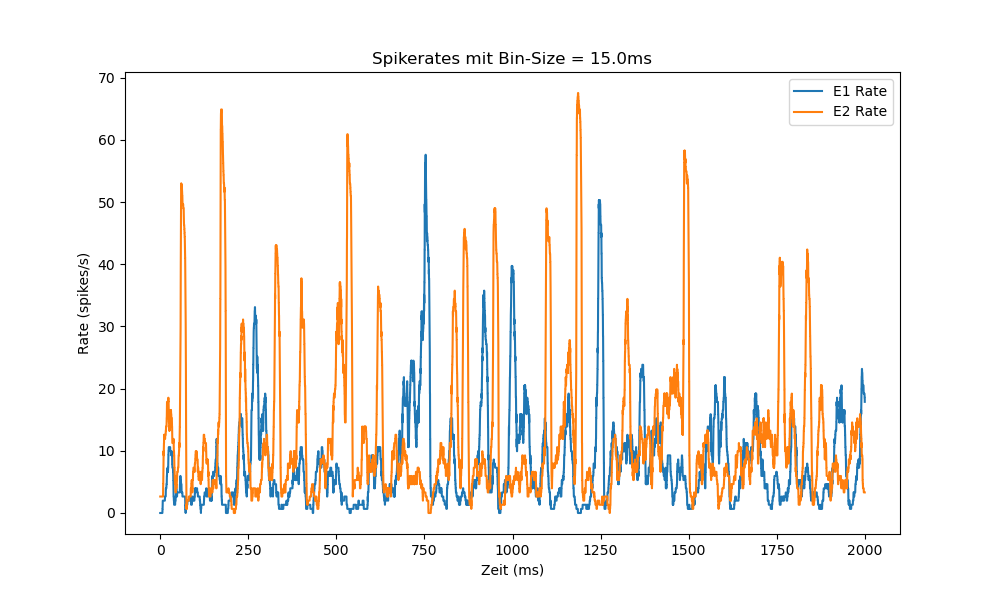 Spikerates mit Bin-Size = 15.0ms
E1 Rate
E2 Rate
Rate (spikes/s)
70
60
50
40
30
20
10
0
0 250 500 750 1000 1250 1500 1750 2000
Zeit (ms)